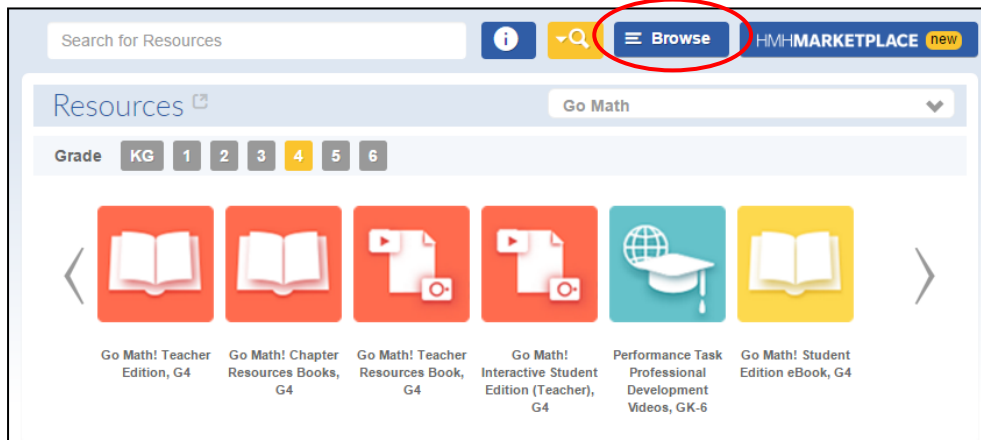 Search for Resources
i
Browse
HMHMARKETPLACE new
Resources
Go Math
Grade KG 1 2 3 4 5 6
Go Math! Teacher
Edition, G4
Go Math! Chapter
Resources Books,
G4
Go Math! Teacher
Resources Book,
G4
Go Math!
Interactive Student
Edition (Teacher),
G4
Performance Task
Professional
Development
Videos, GK-6
Go Math! Student
Edition eBook, G4